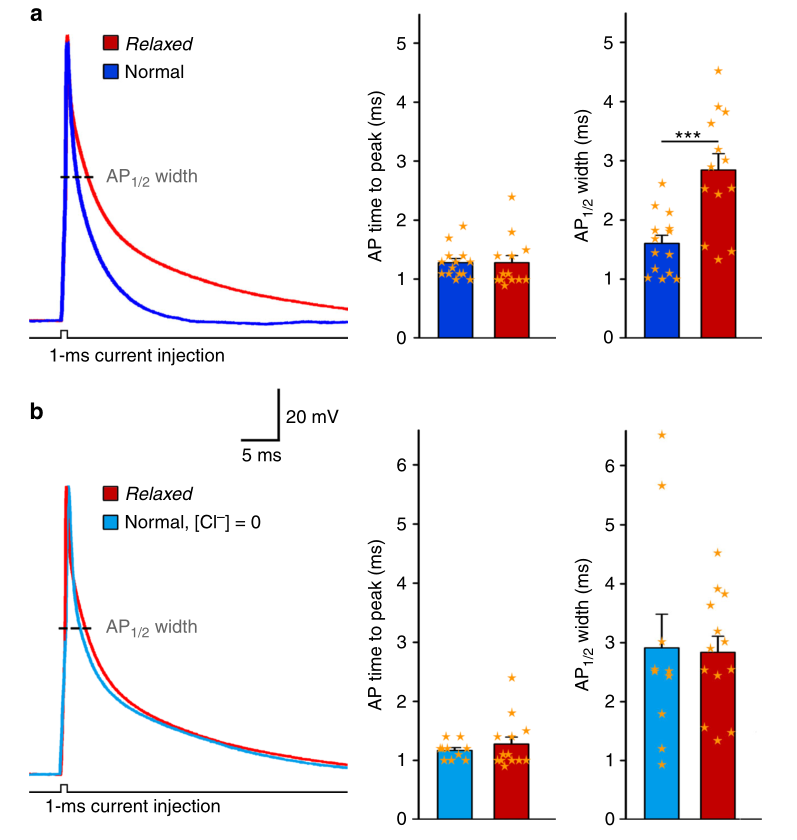 a
Relaxed
Normal
AP1/2 width
1-ms current injection
AP time to peak (ms)
5
4
3
2
1
0
AP1/2 width (ms)
5
4
3
2
1
0
***
b
20 mV
5 ms
Relaxed
Normal, [Cl–] = 0
AP1/2 width
1-ms current injection
AP time to peak (ms)
6
5
4
3
2
1
0
AP1/2 width (ms)
6
5
4
3
2
1
0